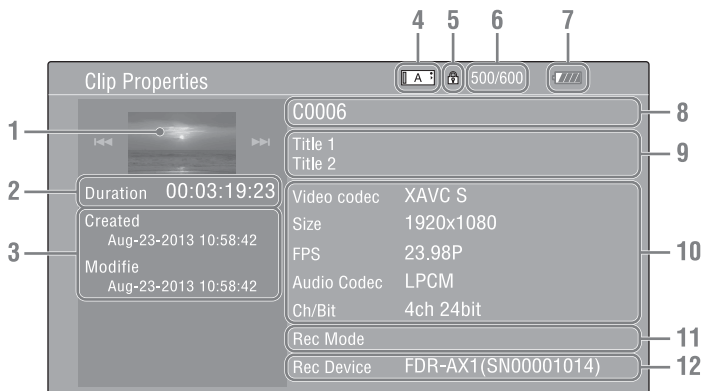 4 5 6 7
Clip Properties A 500/600
1
C0006 8
Title 1
Title 2
9
2 Duration 00:03:19:23
3
Created
Aug-23-2013 10:58:42
Modifie
Aug-23-2013 10:58:42
Video codec XAVC S
Size 1920x1080
FPS 23.98P
10
Audio Codec LPCM
Ch/Bit 4ch 24bit
Rec Mode 11
Rec Device FDR-AX1(SN00001014) 12